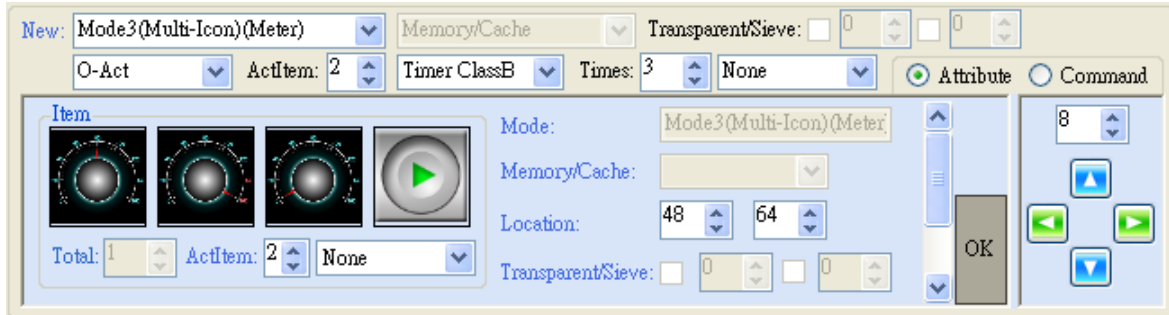 New: Mode3(Multi-Icon)(Meter) Memory/Cache Transparent/Sieve: 0 0
O-Act ActItem: 2 Timer ClassB Times: 3 None Attribute Command
Item
Mode: Mode3(Multi-Icon)(Meter
8
Memory/Cache:
Location: 48 64
Total: 1 ActItem: 2 None
OK
Transparent/Sieve: 0 0